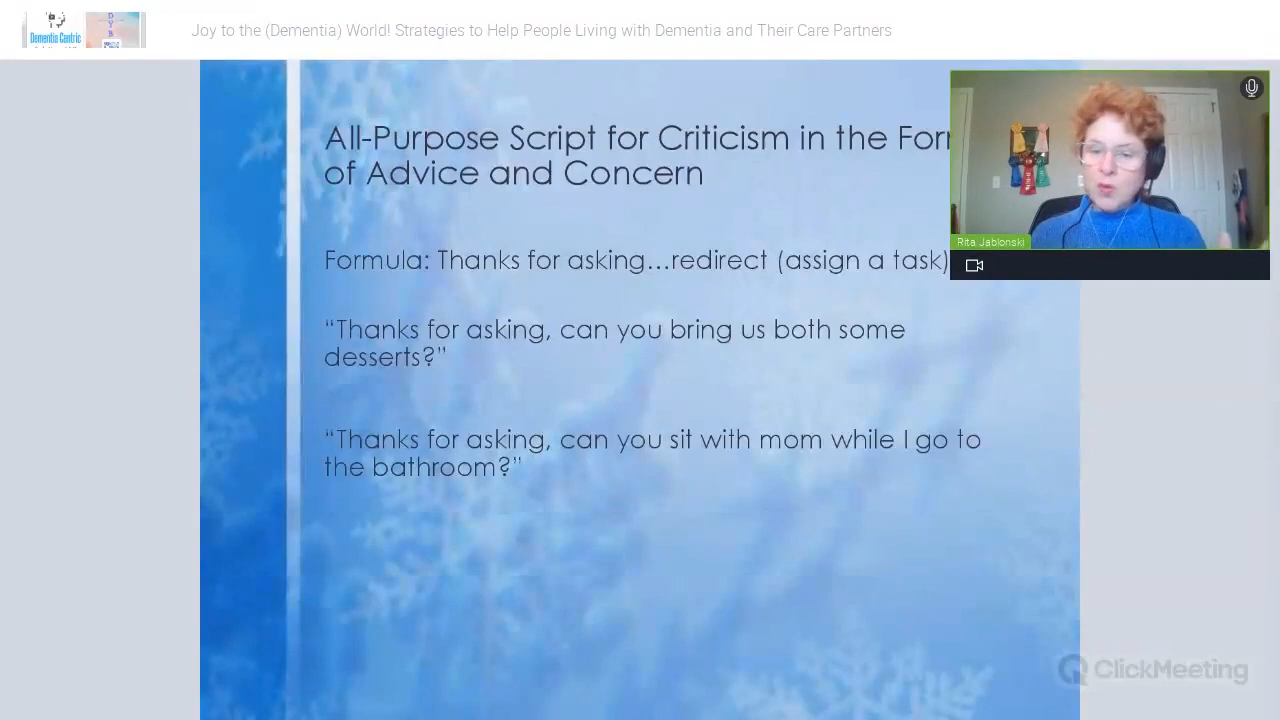 Dementia Centric
Joy to the (Dementia) World! Strategies to Help People Living with Dementia and Their Care Partners
All-Purpose Script for Criticism in the For
of Advice and Concern
Formula: Thanks for asking...redirect (assign a task)
“Thanks for asking, can you bring us both some
desserts?”
“Thanks for asking, can you sit with mom while I go to
the bathroom?”
Rita Jablonski
ClickMeeting